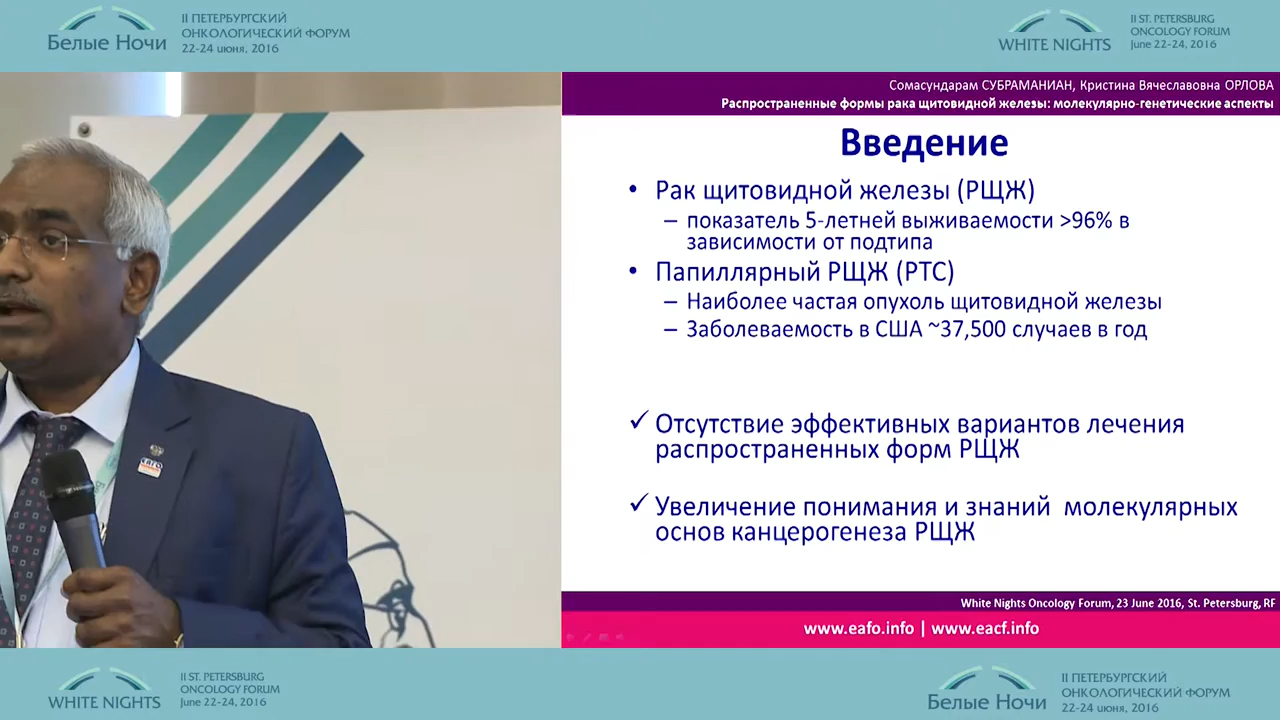 Белые Ночи
II ПЕТЕРБУРГСКИЙ
ОНКОЛОГИЧЕСКИЙ ФОРУМ
22-24 июня, 2016
WHITE NIGHTS
II ST. PETERSBURG
ONCOLOGY FORUM
June 22-24, 2016
Сомасундарам СУБРАМАНИАН, Кристина Вячеславовна ОРЛОВА
Распространенные формы рака щитовидной железы: молекулярно-генетические аспекты
Введение
• Рак щитовидной железы (РЩЖ)
– показатель 5-летней выживаемости >96% в
зависимости от подтипа
• Папиллярный РЩЖ (PTC)
– Наиболее частая опухоль щитовидной железы
– Заболеваемость в США ~37,500 случаев в год
✓ Отсутствие эффективных вариантов лечения
распространенных форм РЩЖ
✓ Увеличение понимания и знаний молекулярных
основ канцерогенеза РЩЖ
White Nights Oncology Forum, 23 June 2016, St. Petersburg, RF
www.eafo.info | www.eacf.info
EAFO
WHITE NIGHTS
II ST. PETERSBURG
ONCOLOGY FORUM
June 22-24, 2016
Белые Ночи
II ПЕТЕРБУРГСКИЙ
ОНКОЛОГИЧЕСКИЙ ФОРУМ
22-24 июня, 2016